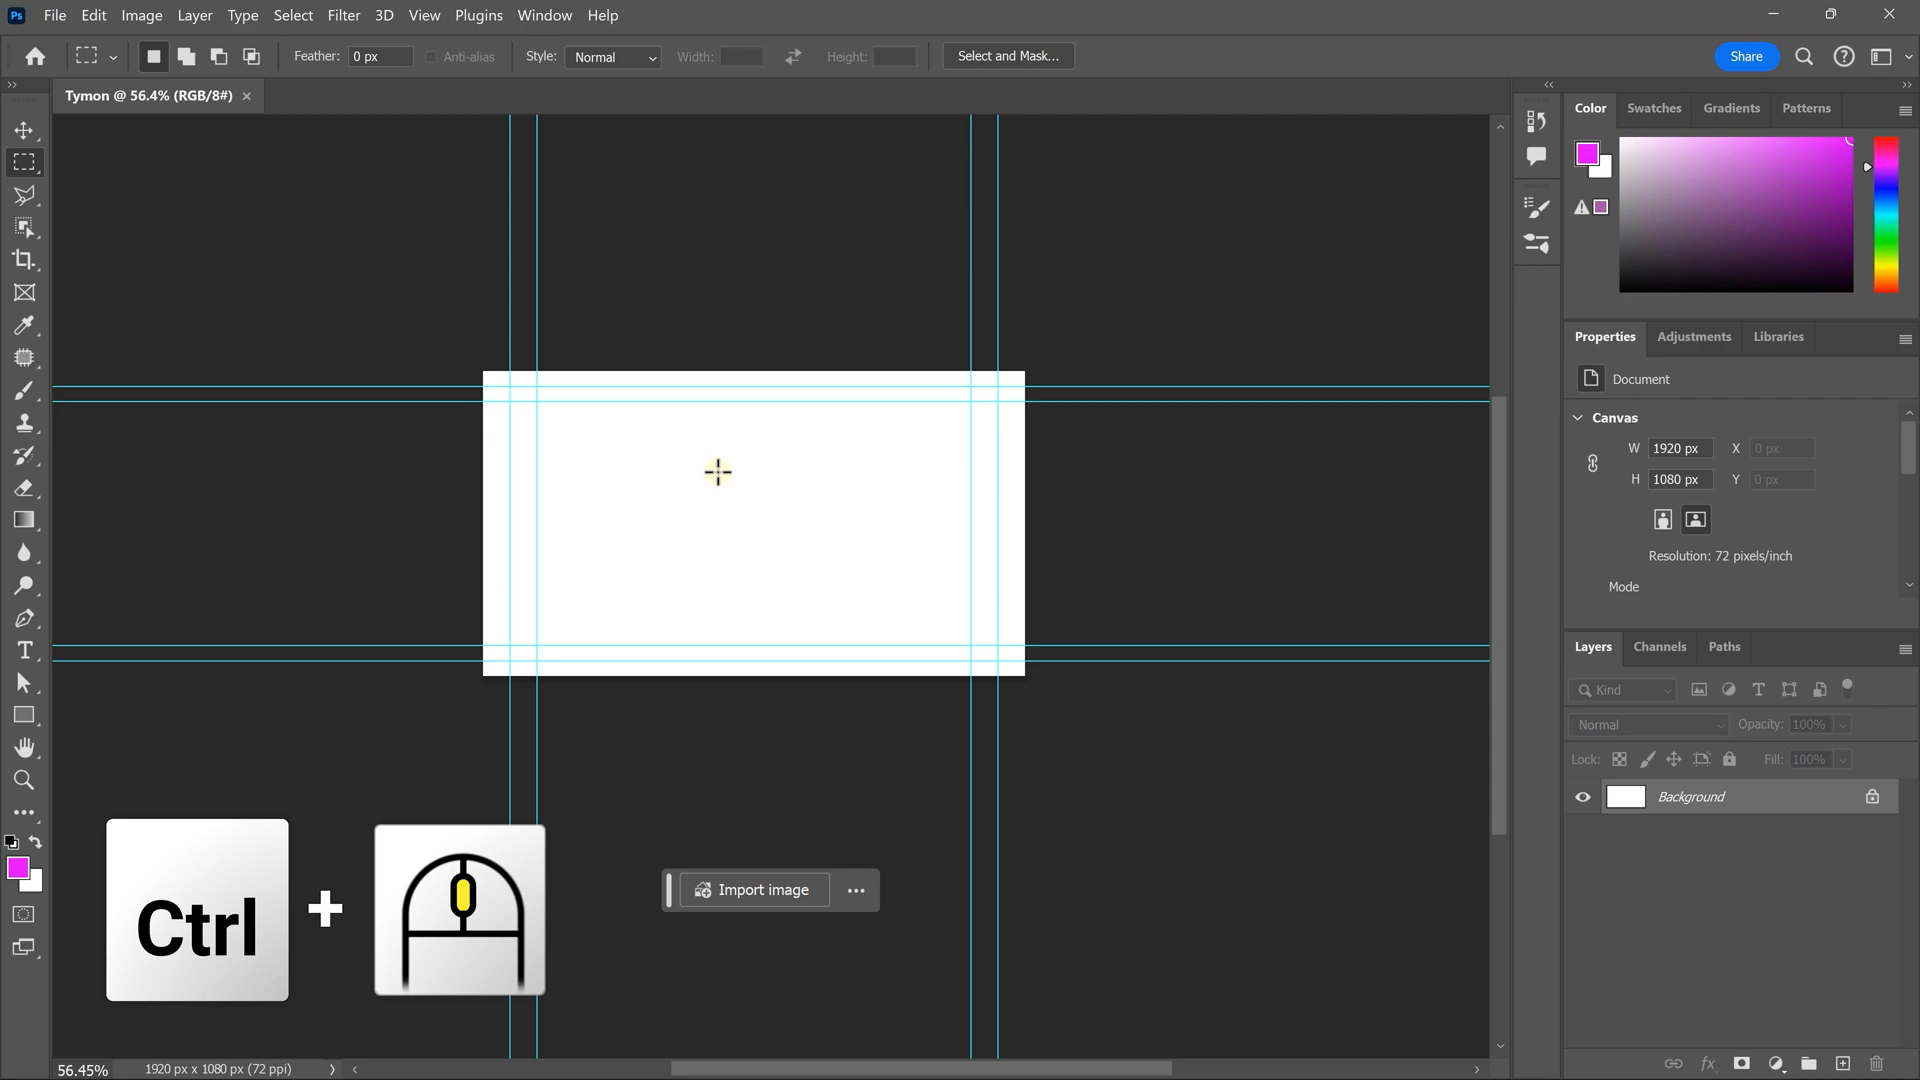 Ps File Edit Image Layer Type Select Filter 3D View Plugins Window Help
Feather: 0 px Anti-alias Style: Normal Width: Height: Select and Mask... Share
Tymon @ 56.4% (RGB/8#)
Color Swatches Gradients Patterns
Properties Adjustments Libraries
Document
Canvas
W 1920 px X 0 px
H 1080 px Y 0 px
Resolution: 72 pixels/inch
Mode
Layers Channels Paths
Kind
Normal Opacity: 100%
Lock: Fill: 100%
Background
Ctrl +
Import image
56.45% 1920 px x 1080 px (72 ppi)